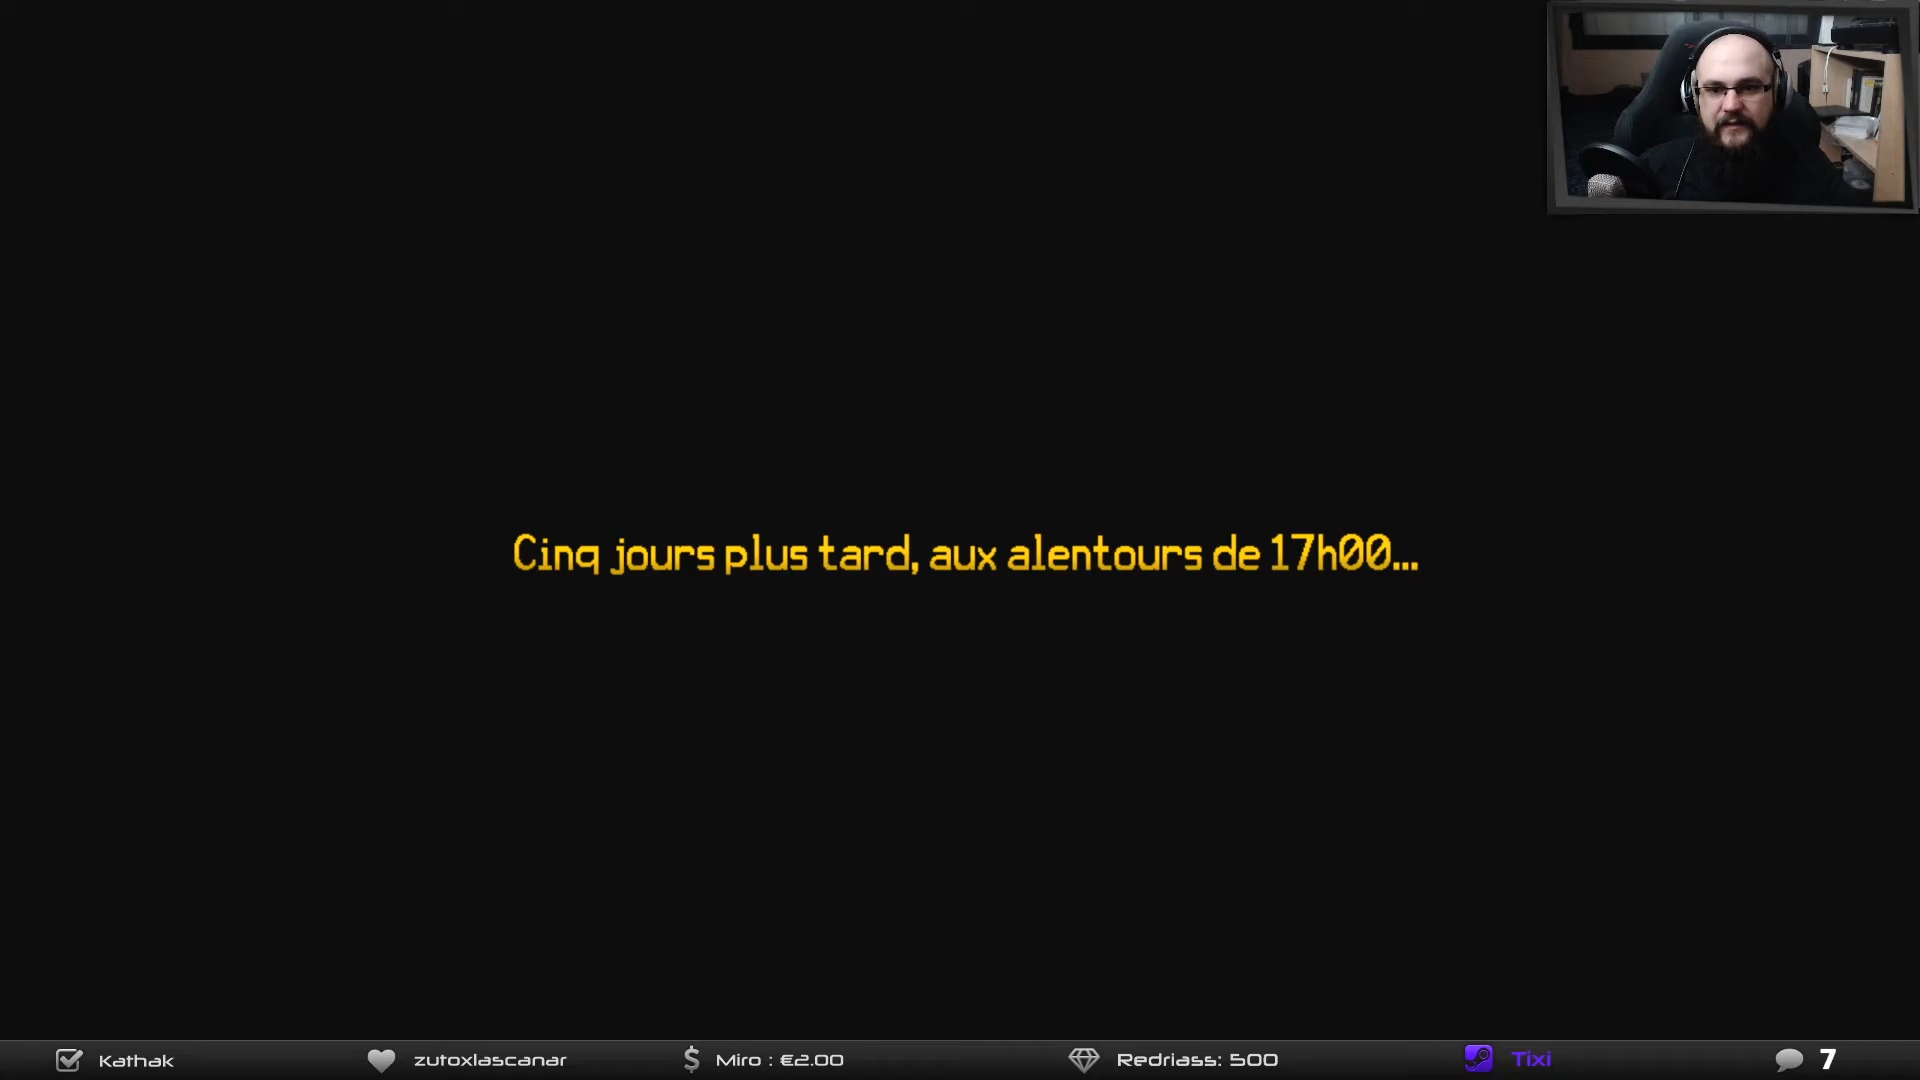 Cinq jours plus tard, aux alentours de 17h00...
Kathak
zutoxlascanar
Miro : €2.00
Redriass: 500
Tixi
7